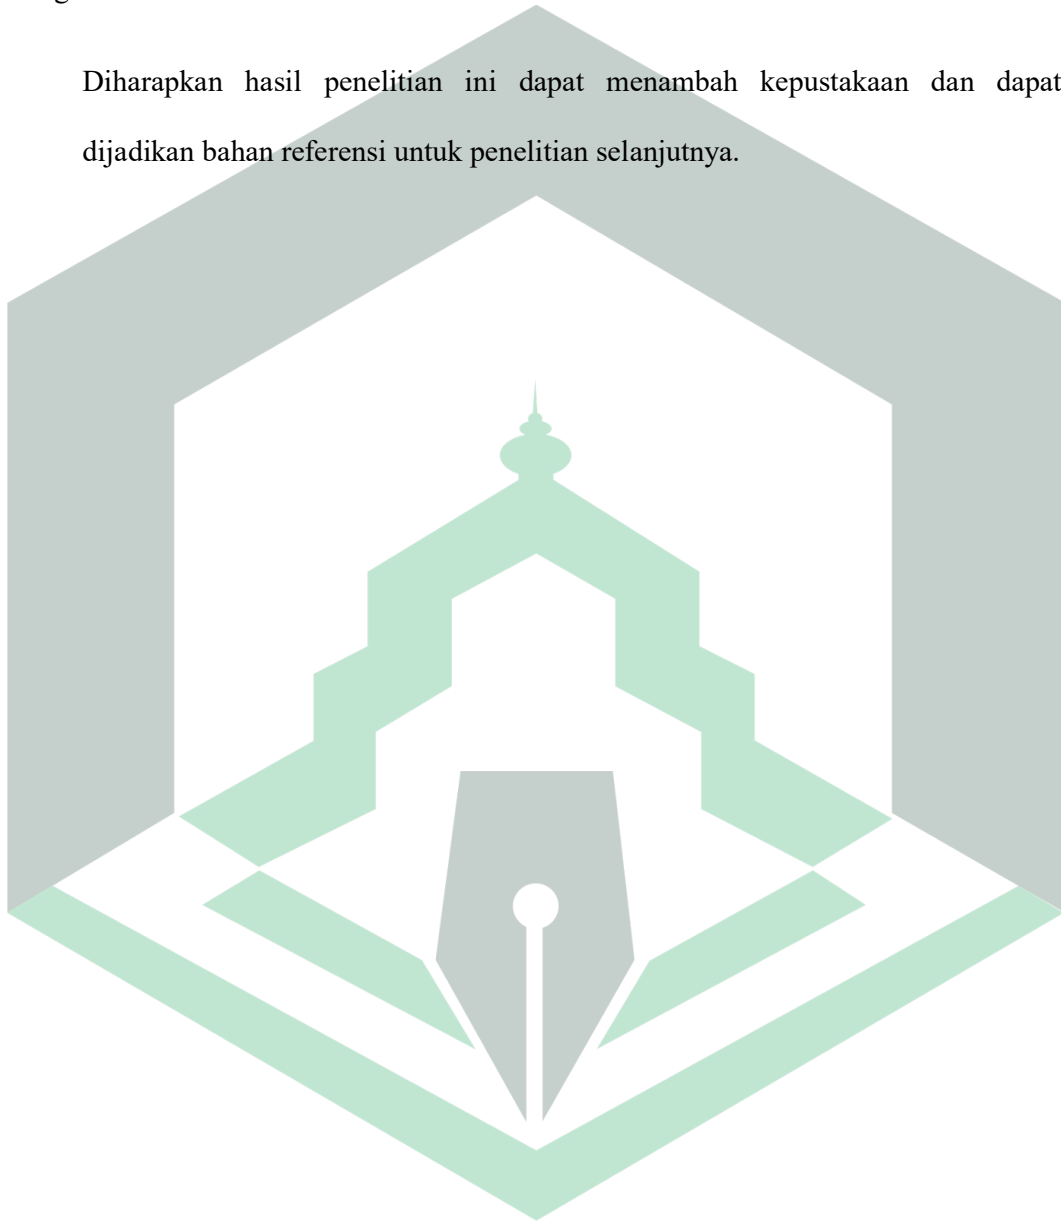 Diharapkan hasil penelitian ini dapat menambah kepustakaan dan dapat
dijadikan bahan referensi untuk penelitian selanjutnya.